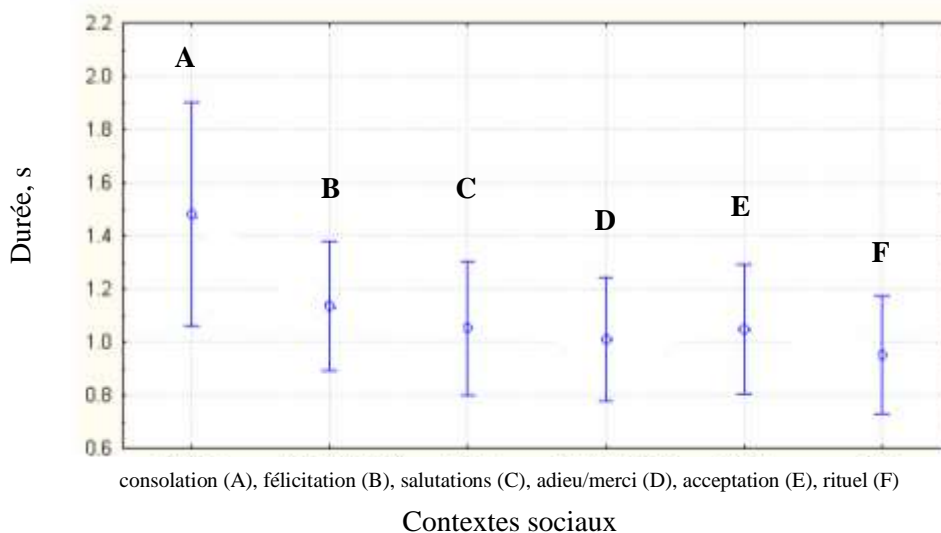 2.2
A
2.0
1.8
1.6
B
C
E
1.4
D
F
1.2
1.0
0.8
0.6
Durée, s
consolation (A), félicitation (B), salutations (C), adieu/merci (D), acceptation (E), rituel (F)
Contextes sociaux